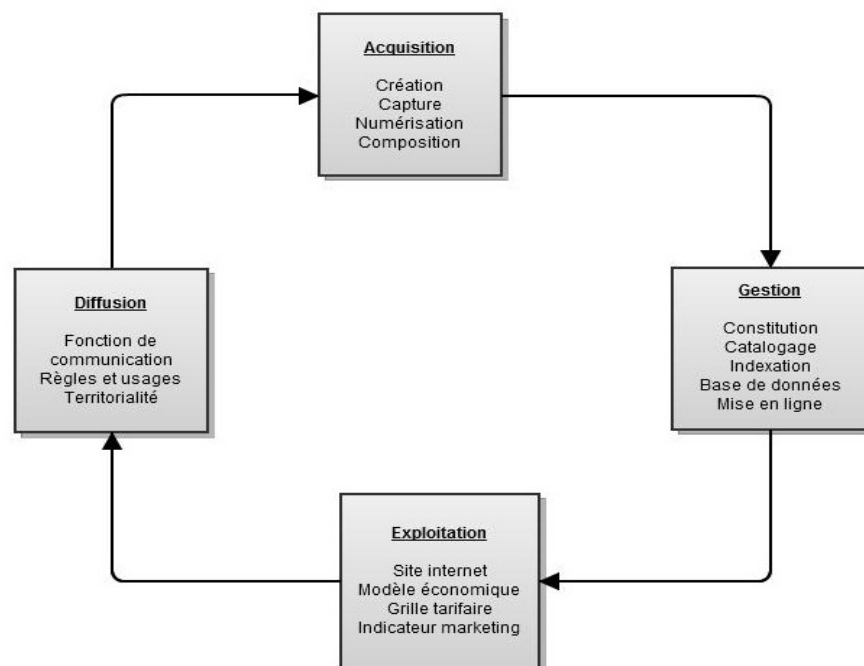 Acquisition
Création
Capture
Numérisation
Composition
Gestion
Constitution
Catalogage
Indexation
Base de données
Mise en ligne
Exploitation
Site internet
Modèle économique
Grille tarifaire
Indicateur marketing
Diffusion
Fonction de
communication
Règles et usages
Territorialité